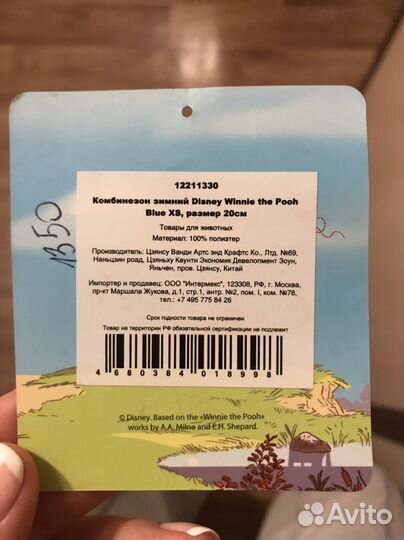 12211330
Комбинезон зимний Disney Winnie the Pooh
Blue XS, размер 20см
Товары для животных
Материал: 100% полиэтер
Производитель: Цзянсу Ванди Артс энд Крафтс Ко., Лтд. №69,
Наньцзин роад, Цзяньху Каунти Экономик Девелопмент Зоун,
Яньчен, пров. Цзянсу, Китай
Импортер и продавец: ООО "Интермекс", 123308, РФ, г. Москва,
пр-кт Маршала Жукова, д.1, стр.1, антр.№2, пом. I, ком. №78,
тел.: +7 495 775 84 26
Срок годности товара не ограничен
Товар на территории РФ обязательной сертификации не подлежит
4 680384 018998
© Disney. Based on the «Winnie the Pooh»
works by A.A. Milne and E.H. Shepard.
1350
Avito